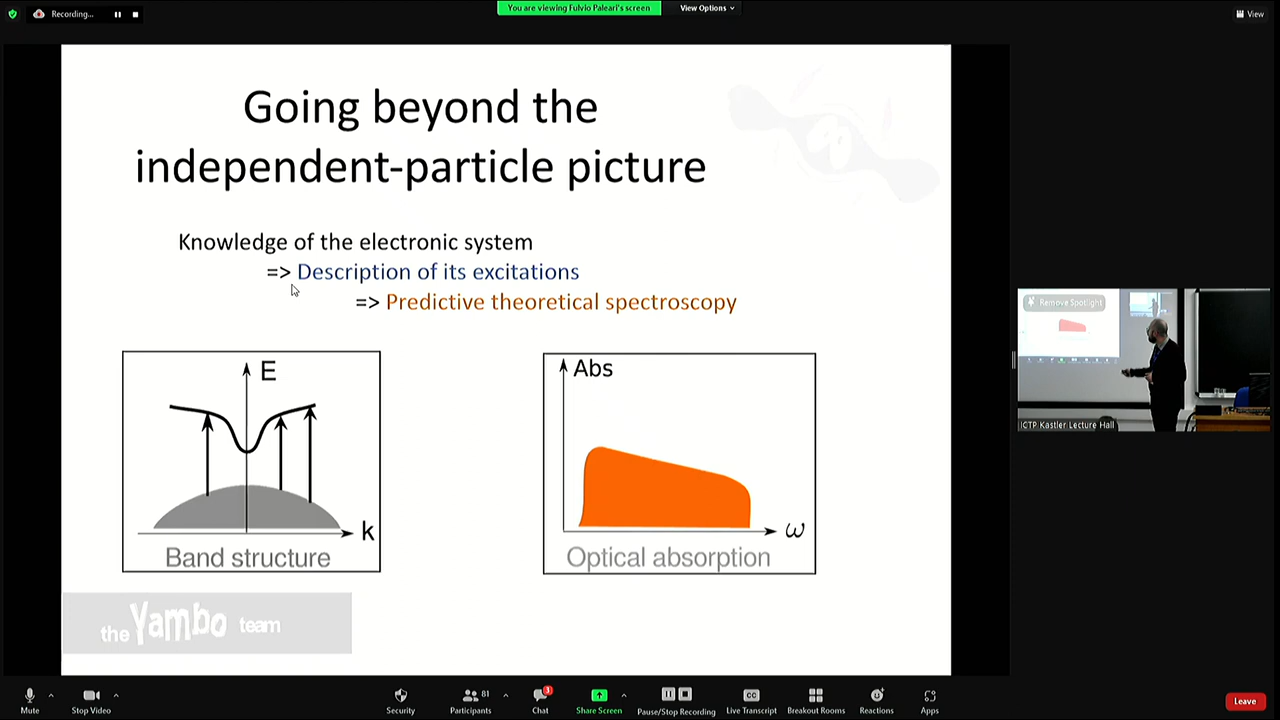 Recording...
You are viewing Fulvio Paleari's screen
View Options
View
Going beyond the
independent-particle picture
Knowledge of the electronic system
=> Description of its excitations
=> Predictive theoretical spectroscopy
E
k
Band structure
Abs
ω
Optical absorption
the Yambo team
Remove Spotlight
ICTP Kastler Lecture Hall
Mute
Stop Video
Security
81
Participants
3
Chat
Share Screen
Pause/Stop Recording
CC
Live Transcript
Breakout Rooms
Reactions
Apps
Leave